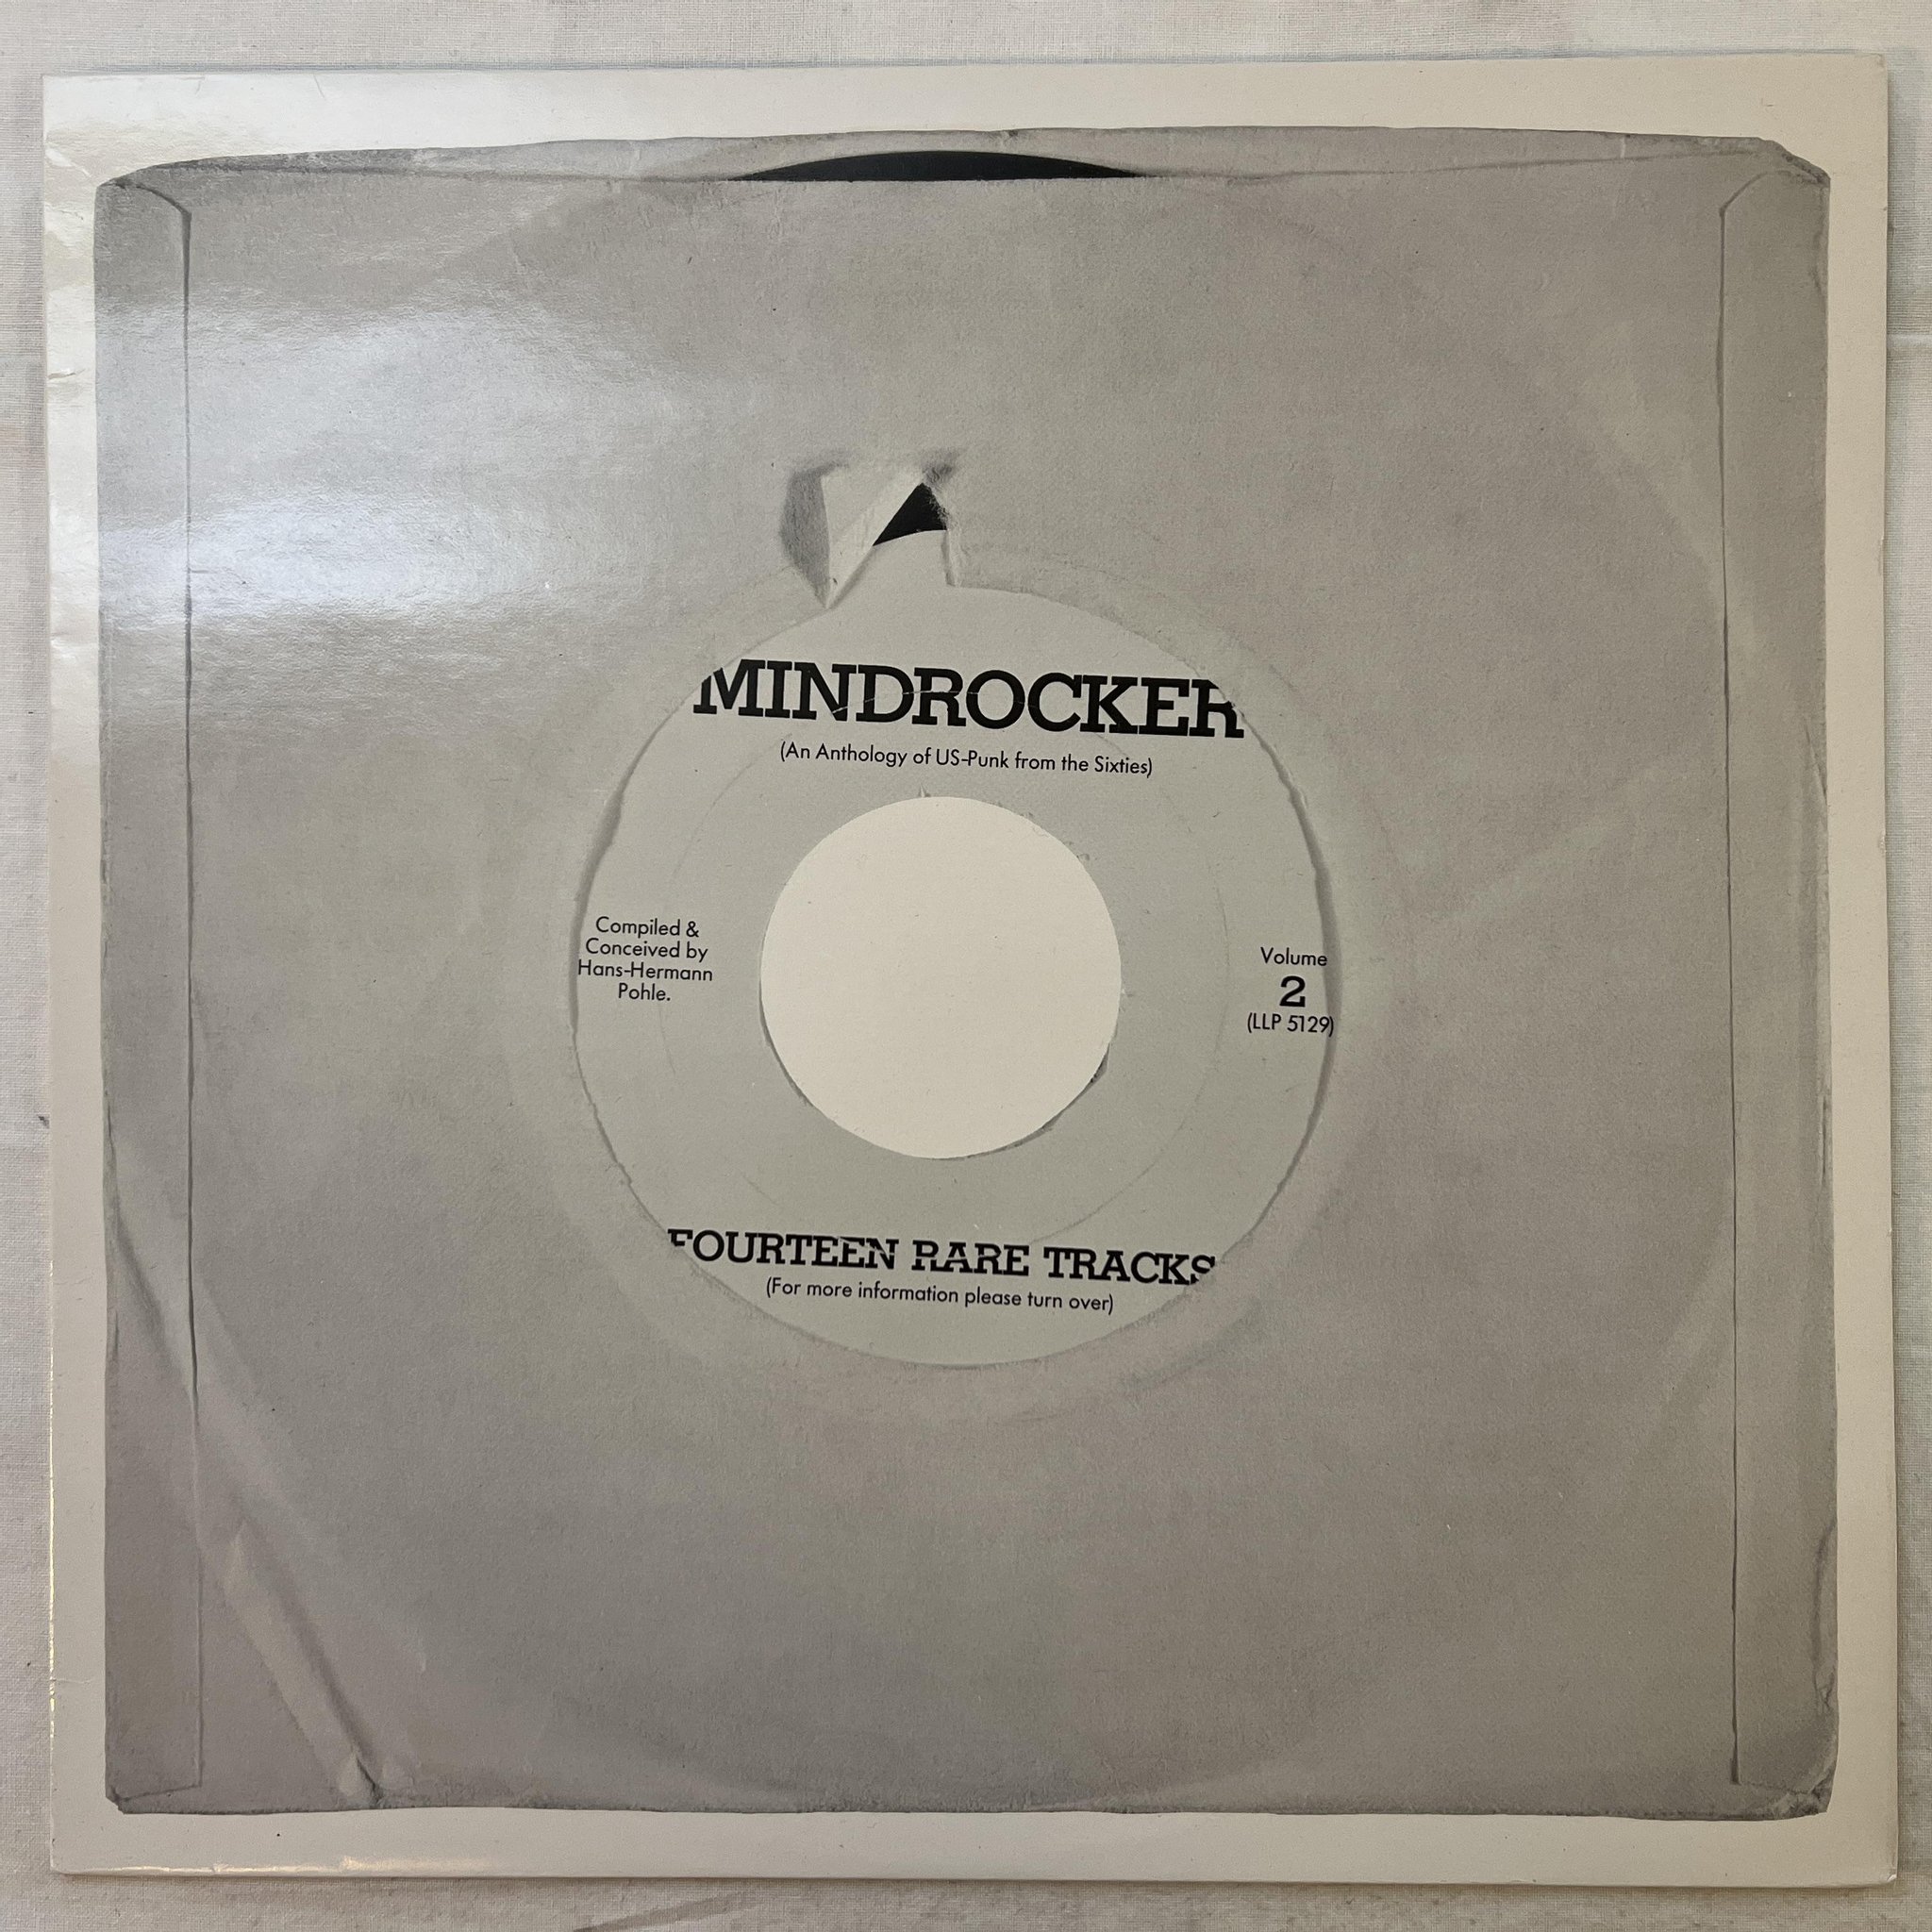 MINDROCKER
(An Anthology of US-Punk from the Sixties)
Compiled &
Conceived by
Hans-Hermann
Pohle.
Volume
2
(LLP 5129)
FOURTEEN RARE TRACKS
(For more information please turn over)